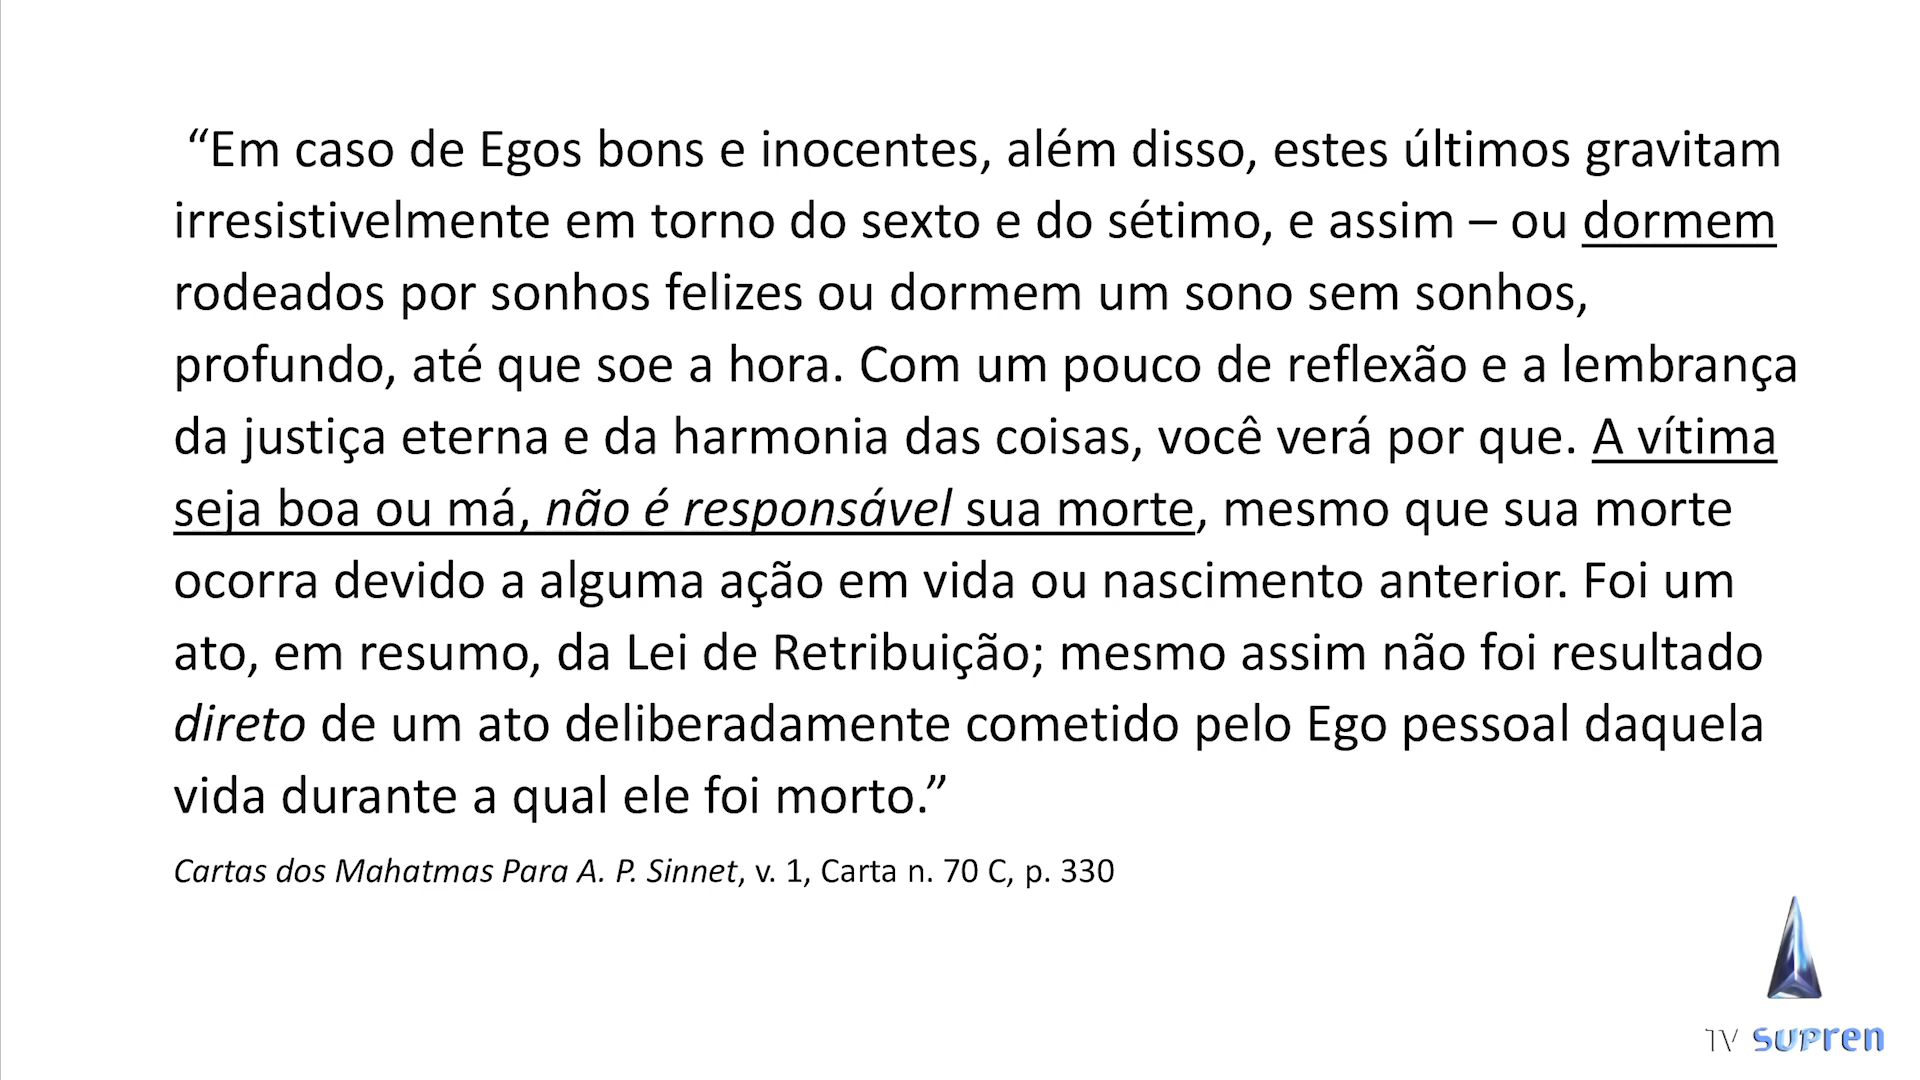 “Em caso de Egos bons e inocentes, além disso, estes últimos gravitam
irresistivelmente em torno do sexto e do sétimo, e assim – ou dormem
rodeados por sonhos felizes ou dormem um sono sem sonhos,
profundo, até que soe a hora. Com um pouco de reflexão e a lembrança
da justiça eterna e da harmonia das coisas, você verá por que. A vítima
seja boa ou má, não é responsável sua morte, mesmo que sua morte
ocorra devido a alguma ação em vida ou nascimento anterior. Foi um
ato, em resumo, da Lei de Retribuição; mesmo assim não foi resultado
direto de um ato deliberadamente cometido pelo Ego pessoal daquela
vida durante a qual ele foi morto.”
Cartas dos Mahatmas Para A. P. Sinnet, v. 1, Carta n. 70 C, p. 330
TV Supren